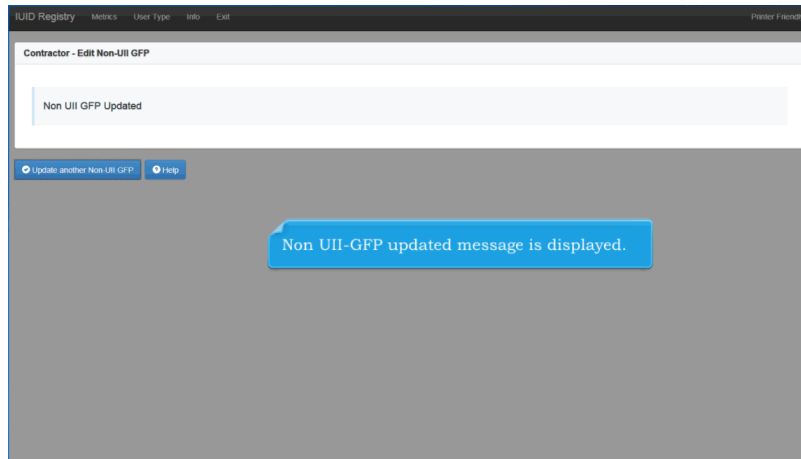 IUID Registry Metrics User Type Info Exit Printer Friendly
Contractor - Edit Non-UII GFP
Non UII GFP Updated
Update another Non-UII GFP Help
Non UII-GFP updated message is displayed.